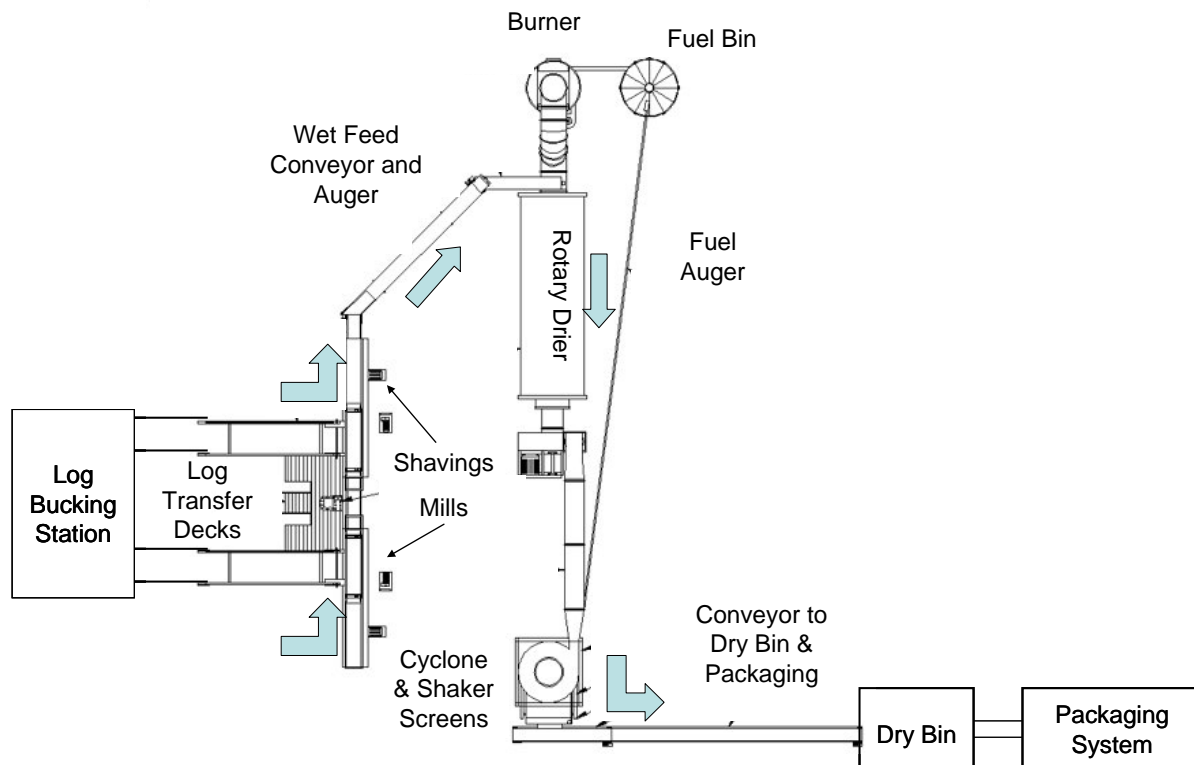 Burner
Fuel Bin
Wet Feed
Conveyor and
Auger
Rotary Drier
Fuel
Auger
Log
Bucking
Station
Log
Transfer
Decks
Shavings
Mills
Cyclone
& Shaker
Screens
Conveyor to
Dry Bin &
Packaging
Dry Bin
Packaging
System